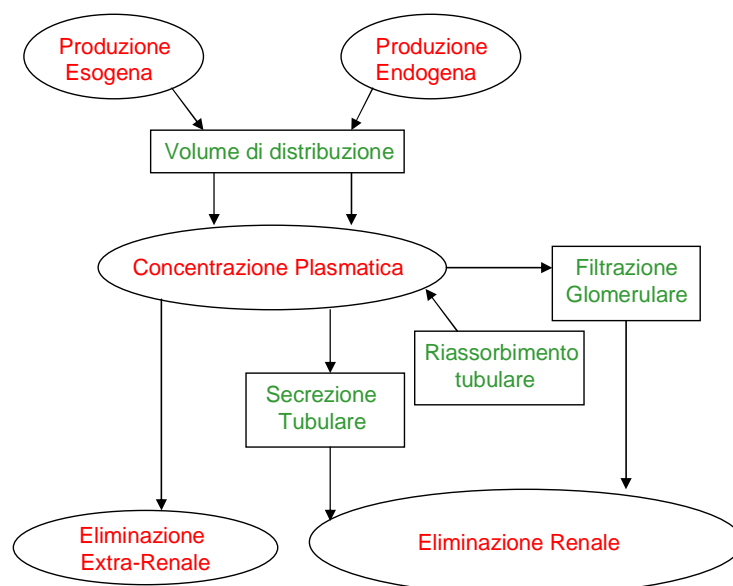 Produzione
Esogena
Produzione
Endogena
Volume di distribuzione
Concentrazione Plasmatica
Filtrazione
Glomerulare
Riassorbimento
tubulare
Secrezione
Tubulare
Eliminazione
Extra-Renale
Eliminazione Renale